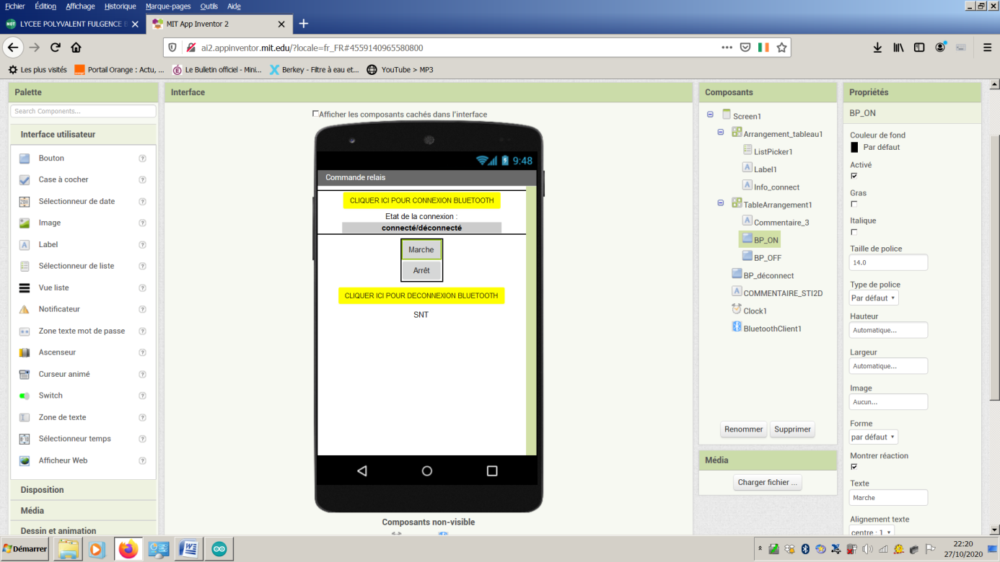 Fichier Édition Affichage Historique Marque-pages Outils Aide
LYCEE POLYVALENT FULGENCE B
MIT App Inventor 2
ai2.appinventor.mit.edu/?locale=fr_FR#4559140965580800
Les plus visités Portail Orange : Actu, ... Le Bulletin officiel - Mini... Berkey - Filtre à eau et... YouTube > MP3
Palette
Search Components...
Interface utilisateur
Bouton
Case à cocher
Sélectionneur de date
Image
Label
Sélectionneur de liste
Vue liste
Notificateur
Zone texte mot de passe
Ascenseur
Curseur animé
Switch
Zone de texte
Sélectionneur temps
Afficheur Web
Disposition
Média
Dessin et animation
Interface
Afficher les composants cachés dans l'interface
9:48
Commande relais
CLIQUER ICI POUR CONNEXION BLUETOOTH
Etat de la connexion :
connecté/déconnecté
Marche
Arrêt
CLIQUER ICI POUR DECONNEXION BLUETOOTH
SNT
Composants non-visible
Composants
Screen1
Arrangement_tableau1
ListPicker1
Label1
Info_connect
TableArrangement1
Commentaire_3
BP_ON
BP_OFF
BP_déconnect
COMMENTAIRE_STI2D
Clock1
BluetoothClient1
Renommer Supprimer
Média
Charger fichier ...
Propriétés
BP_ON
Couleur de fond
Par défaut
Activé
Gras
Italique
Taille de police
14.0
Type de police
Par défaut
Hauteur
Automatique...
Largeur
Automatique...
Image
Aucun...
Forme
par défaut
Montrer réaction
Texte
Marche
Alignement texte
centre : 1
Démarrer
22:20
27/10/2020